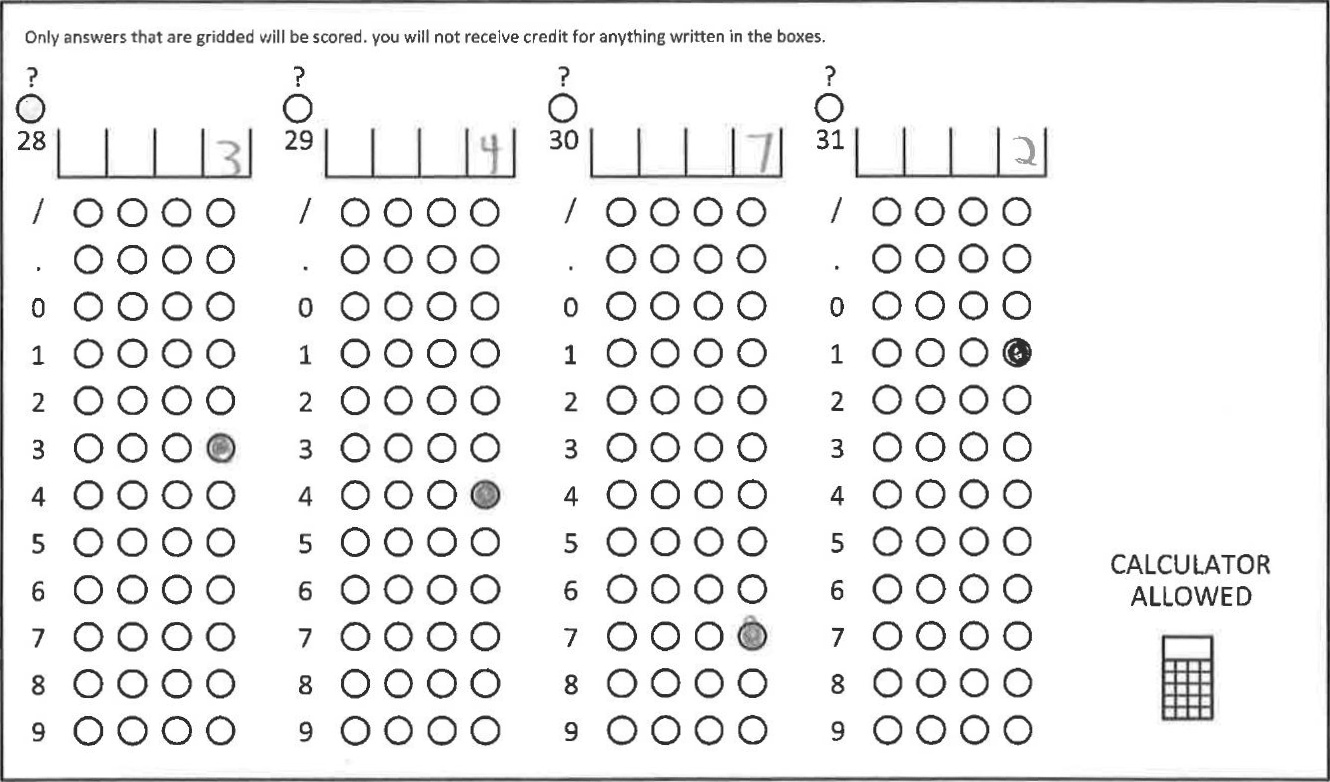 Only answers that are gridded will be scored. you will not receive credit for anything written in the boxes.
? ? ? ?
28 3 29 4 30 7 31 2
/ / / /
. . . .
0 0 0 0
1 1 1 1
2 2 2 2
3 3 3 3
4 4 4 4
5 5 5 5
6 6 6 6
7 7 7 7
8 8 8 8
9 9 9 9
CALCULATOR
ALLOWED